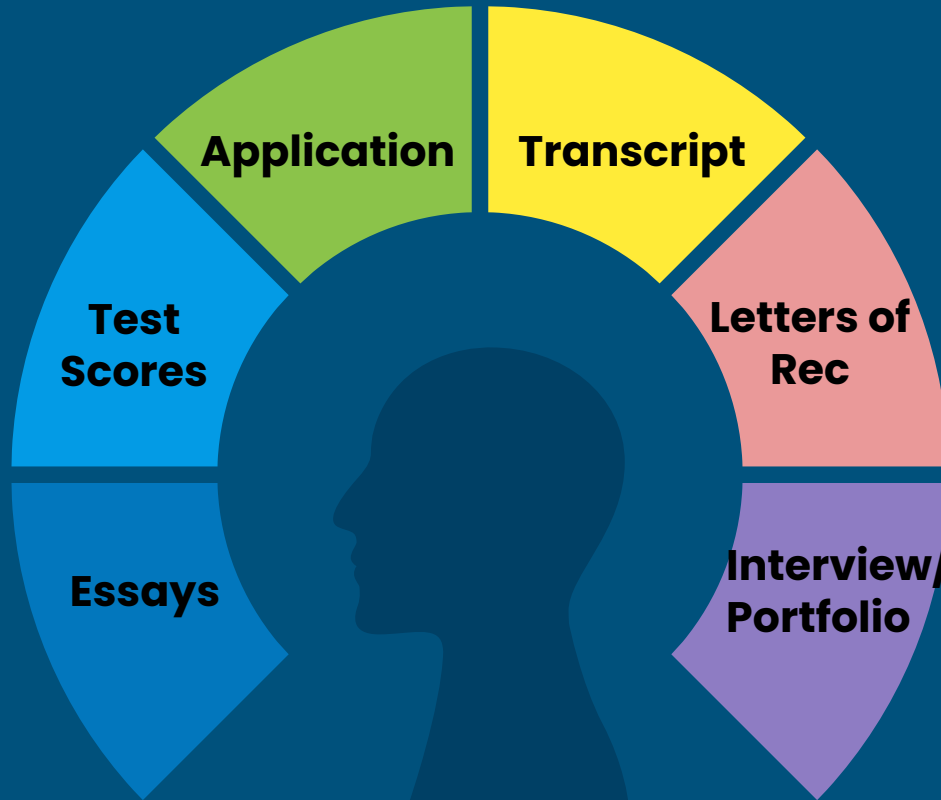 Application
Transcript
Test
Scores
Letters of
Rec
Essays
Interview/
Portfolio